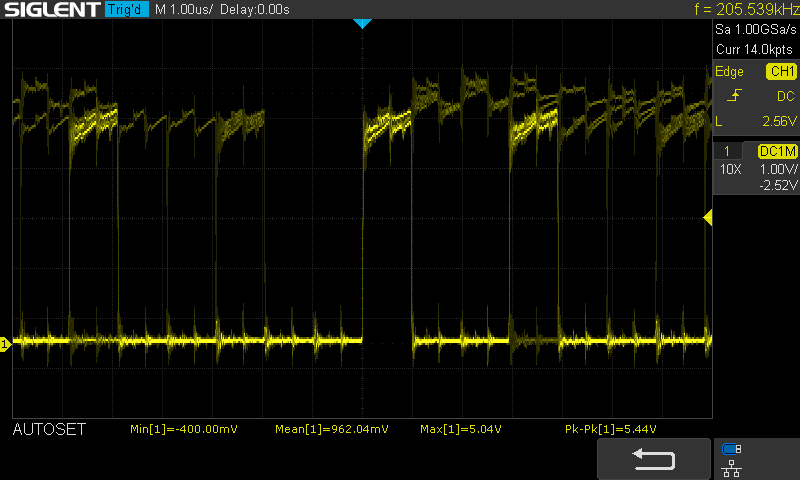 SIGLENT Trig'd M 1.00us/ Delay:0.00s f = 205.539kHz
Sa 1.00GSa/s
Curr 14.0kpts
Edge CH1
DC
L 2.56V
1 DC1M
10X 1.00V/
-2.52V
1
AUTOSET Min[1]=-400.00mV Mean[1]=962.04mV Max[1]=5.04V Pk-Pk[1]=5.44V